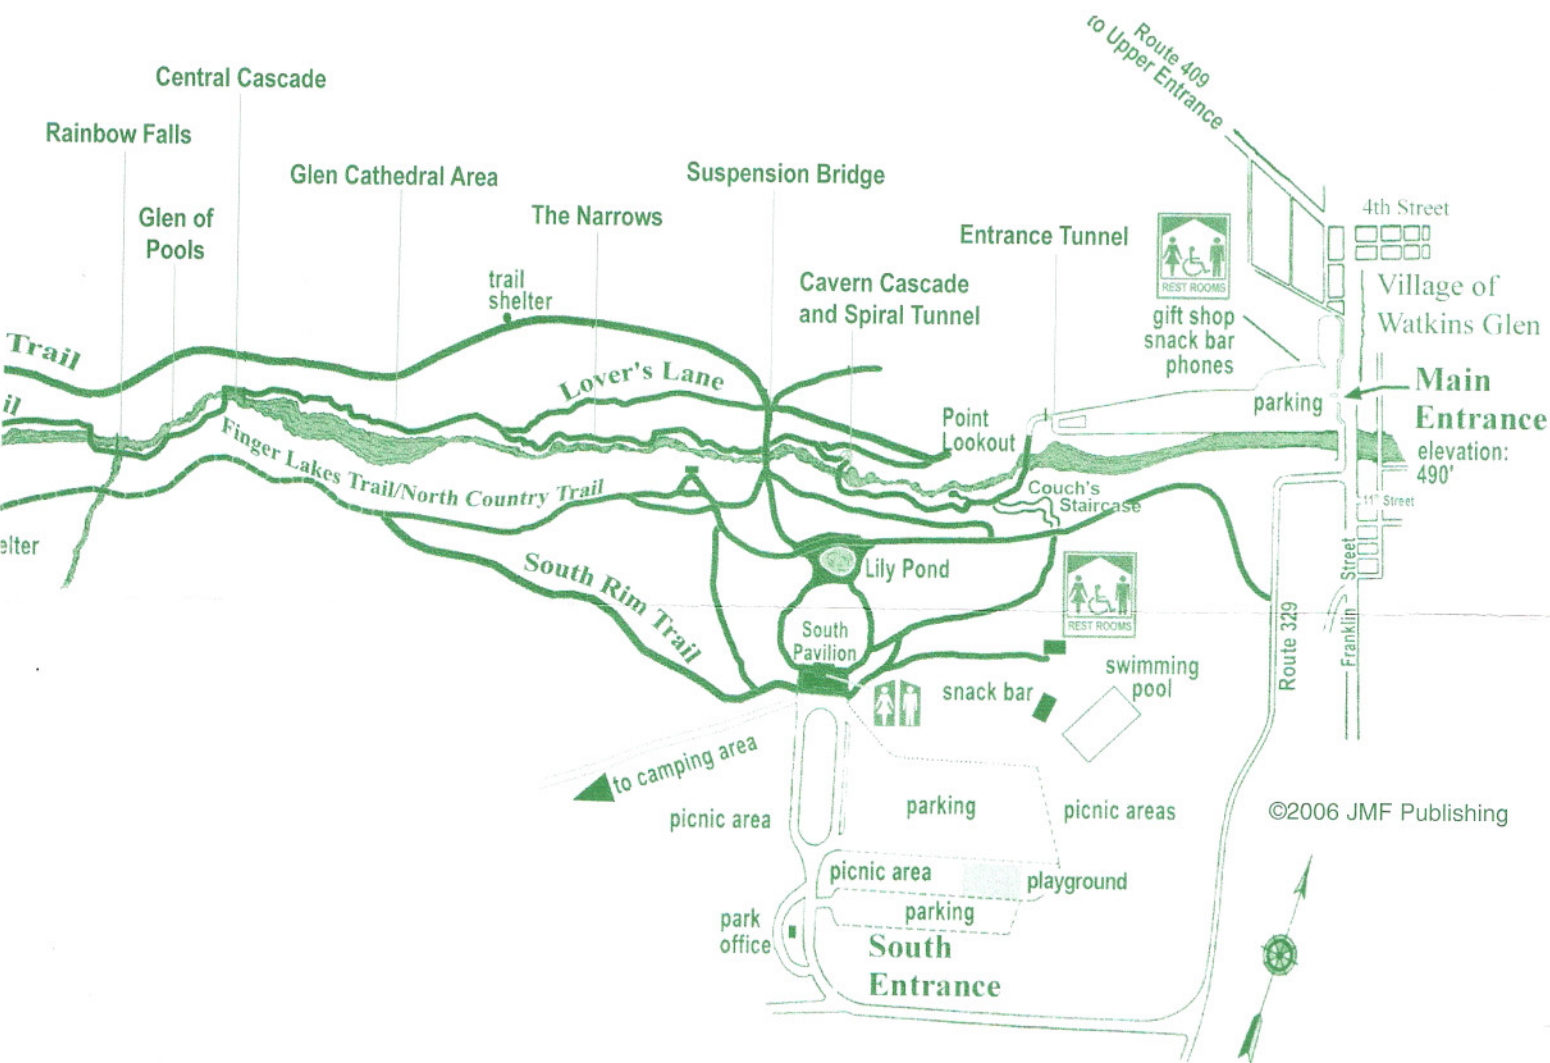 to Upper Entrance
Route 409
Central Cascade
Rainbow Falls
Glen Cathedral Area
Suspension Bridge
Glen of
Pools
The Narrows
Entrance Tunnel
4th Street
trail
shelter
Cavern Cascade
and Spiral Tunnel
REST ROOMS
gift shop
snack bar
phones
Village of
Watkins Glen
Trail
Lover's Lane
il
Point
Lookout
parking
Main
Entrance
elevation:
490'
Finger Lakes Trail/North Country Trail
Couch's
Staircase
11th Street
elter
South Rim Trail
Lily Pond
REST ROOMS
South
Pavilion
Route 329
Franklin Street
swimming
pool
snack bar
to camping area
picnic area
parking
picnic areas
©2006 JMF Publishing
picnic area
playground
parking
park
office
South
Entrance